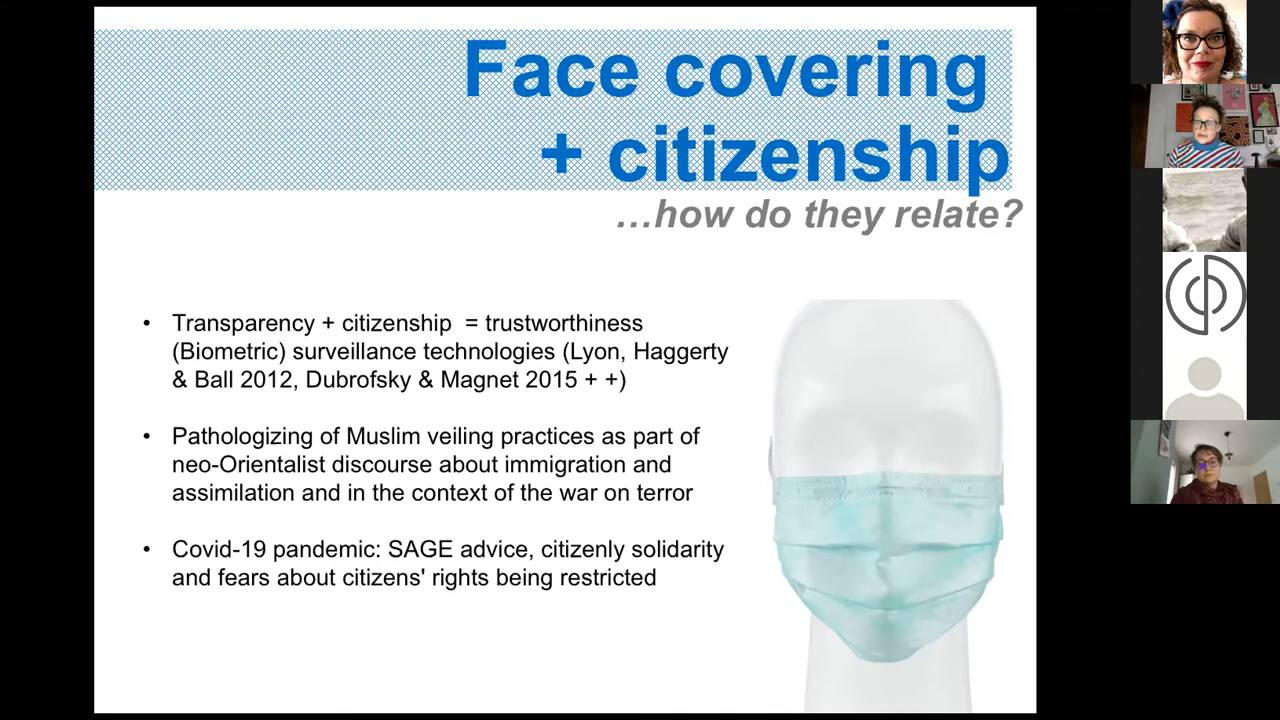 Face covering
+ citizenship
...how do they relate?
• Transparency + citizenship = trustworthiness
(Biometric) surveillance technologies (Lyon, Haggerty
& Ball 2012, Dubrofsky & Magnet 2015 + +)
• Pathologizing of Muslim veiling practices as part of
neo-Orientalist discourse about immigration and
assimilation and in the context of the war on terror
• Covid-19 pandemic: SAGE advice, citizenly solidarity
and fears about citizens' rights being restricted